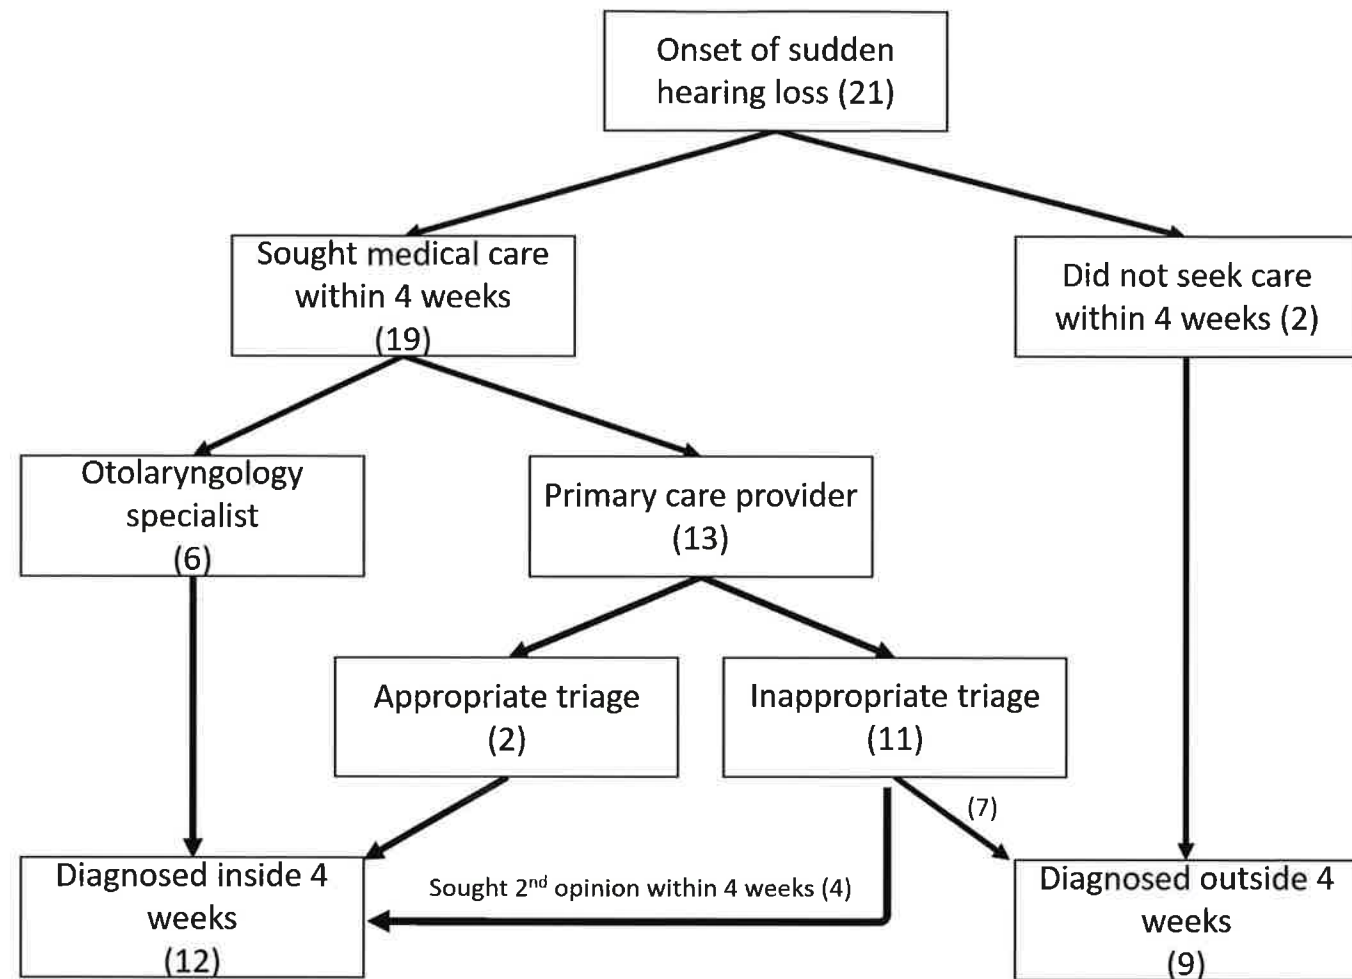 Onset of sudden
hearing loss (21)
Sought medical care
within 4 weeks
(19)
Did not seek care
within 4 weeks (2)
Otolaryngology
specialist
(6)
Primary care provider
(13)
Appropriate triage
(2)
Inappropriate triage
(11)
(7)
Sought 2nd opinion within 4 weeks (4)
Diagnosed inside 4
weeks
(12)
Diagnosed outside 4
weeks
(9)